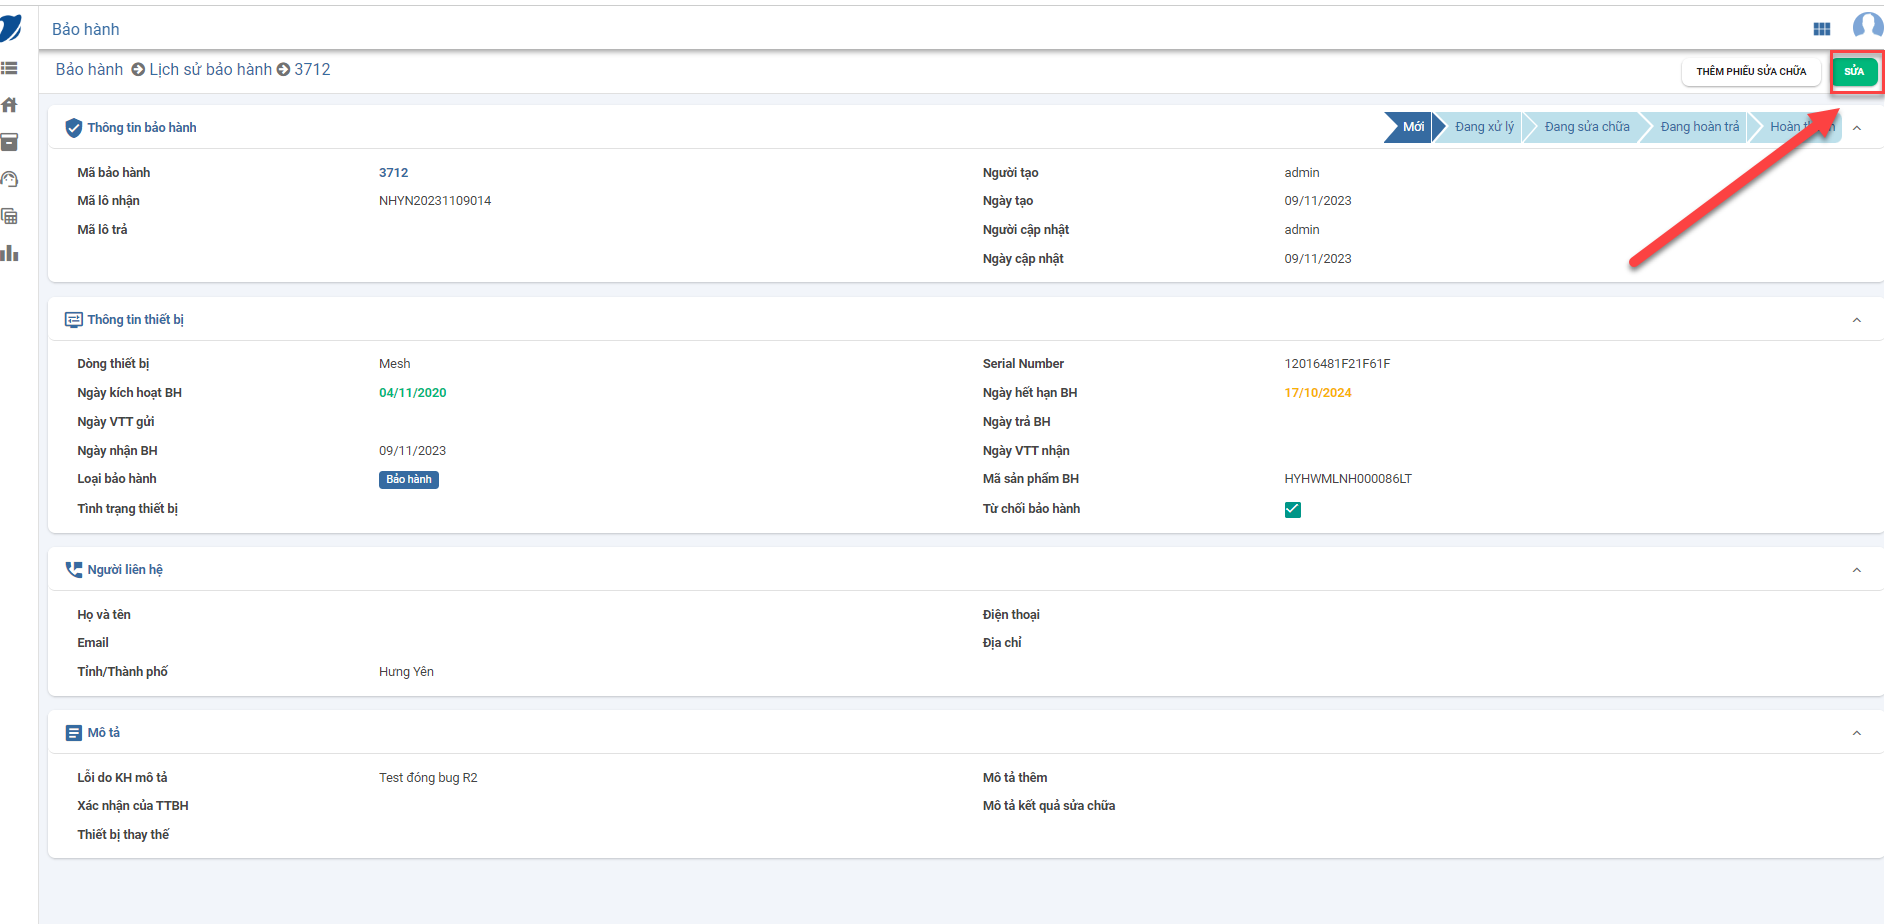 Bảo hành
Bảo hành Lịch sử bảo hành 3712
THÊM PHIẾU SỬA CHỮA SỬA
Thông tin bảo hành
Mới Đang xử lý Đang sửa chữa Đang hoàn trả Hoàn
Mã bảo hành 3712 Người tạo admin
Mã lô nhận NHYN20231109014 Ngày tạo 09/11/2023
Mã lô trả Người cập nhật admin
Ngày cập nhật 09/11/2023
Thông tin thiết bị
Dòng thiết bị Mesh Serial Number 12016481F21F61F
Ngày kích hoạt BH 04/11/2020 Ngày hết hạn BH 17/10/2024
Ngày VTT gửi Ngày trả BH
Ngày nhận BH 09/11/2023 Ngày VTT nhận
Loại bảo hành Bảo hành Mã sản phẩm BH HYHWMLNH000086LT
Tình trạng thiết bị Từ chối bảo hành
Người liên hệ
Họ và tên Điện thoại
Email Địa chỉ
Tỉnh/Thành phố Hưng Yên
Mô tả
Lỗi do KH mô tả Test đóng bug R2 Mô tả thêm
Xác nhận của TTBH Mô tả kết quả sửa chữa
Thiết bị thay thế